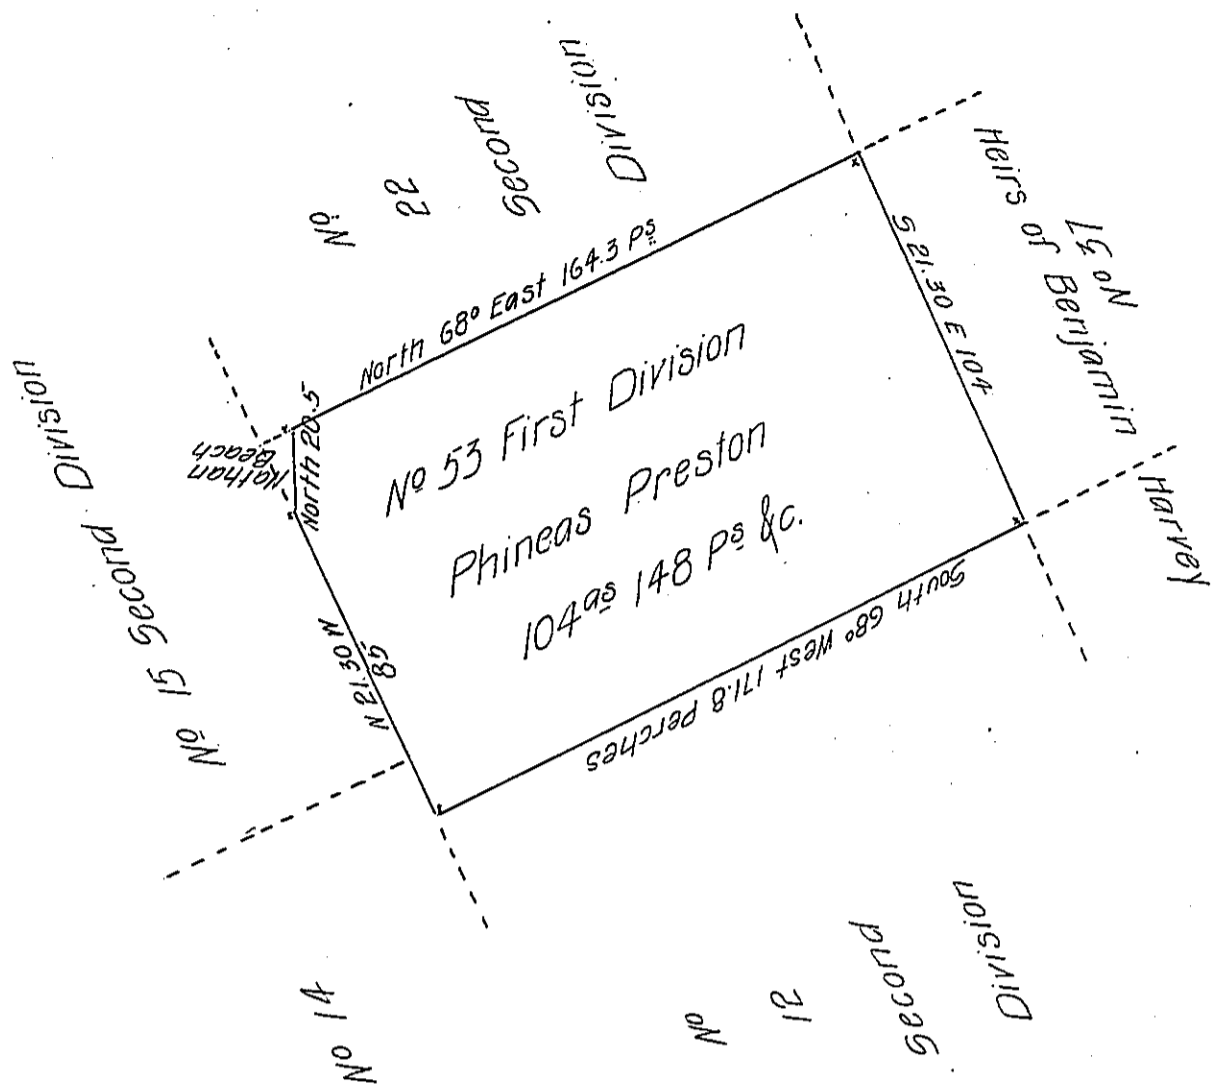 Nº 15 Second Division
Nathan
Beach
Nº
22
Second
Division
North 20.5
North 68º East 164.3 Pˢ
S 21.30 E 104
Heirs of Benjamin Harvey
Nº 51
Nº 53 First Division
Phineas Preston
104ᵃˢ 148 Pˢ &c.
N 21.30 W
85
South 68º West 171.8 Perches
Nº 14
Nº
12
Second
Division